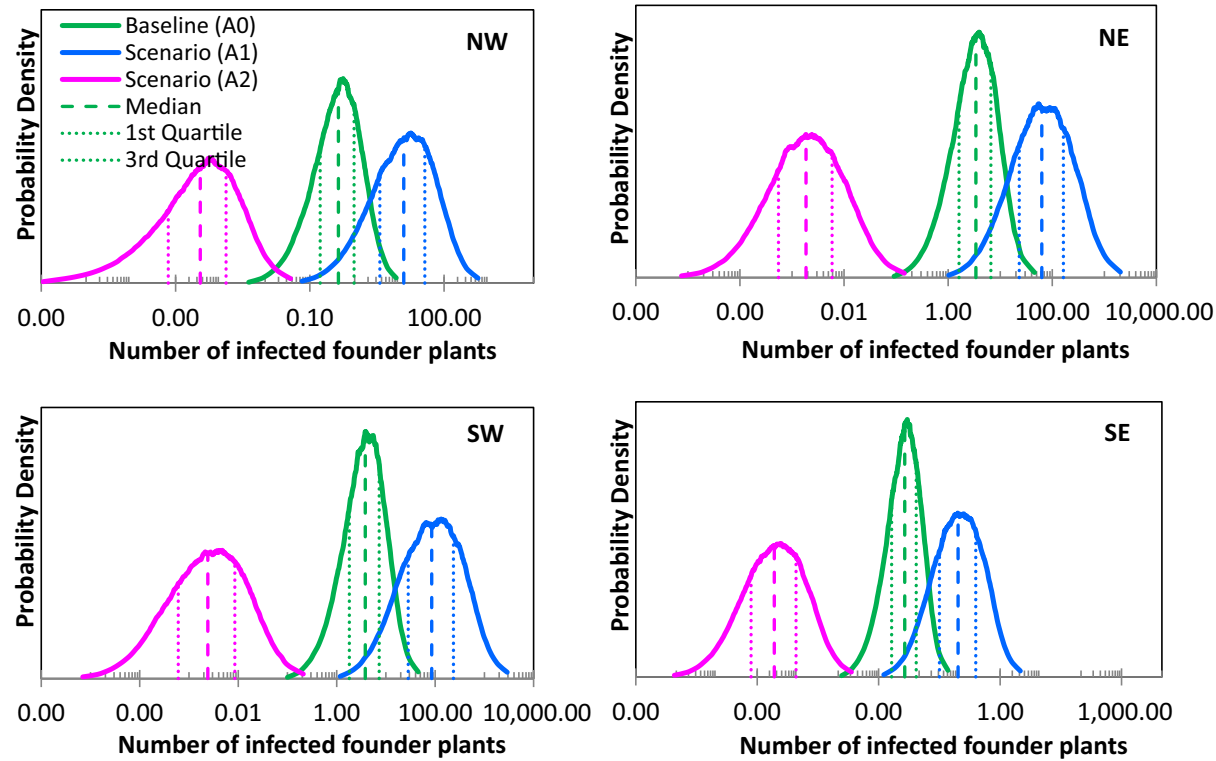 Baseline (A0)
Scenario (A1)
Scenario (A2)
Median
1st Quartile
3rd Quartile
NW
Probability Density
0.00 0.00 0.10 100.00
Number of infected founder plants
NE
Probability Density
0.00 0.00 0.01 1.00 100.00 10,000.00
Number of infected founder plants
SW
Probability Density
0.00 0.00 0.01 1.00 100.00 10,000.00
Number of infected founder plants
SE
Probability Density
0.00 0.00 0.00 1.00 1,000.00
Number of infected founder plants